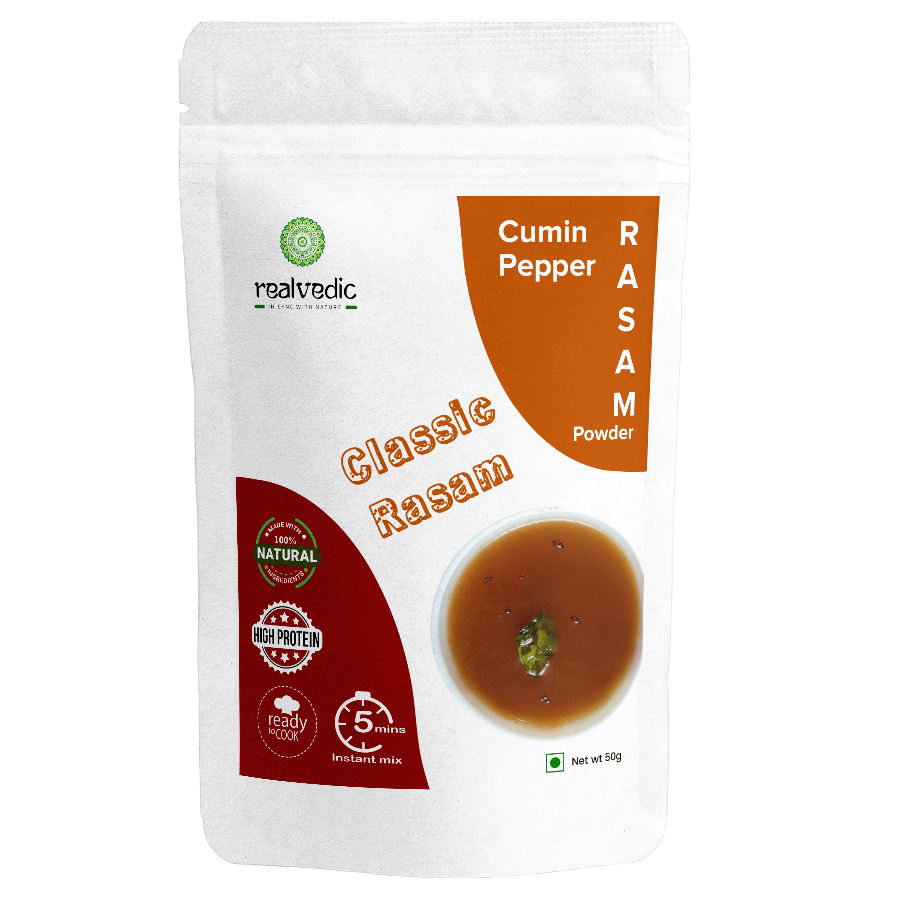 realvedic
IN SYNC WITH NATURE
Cumin
Pepper
RASAM
Powder
Classic
Rasam
MADE WITH
100%
NATURAL
INGREDIENTS
HIGH PROTEIN
ready
to COOK
5 mins
Instant mix
Net wt 50g